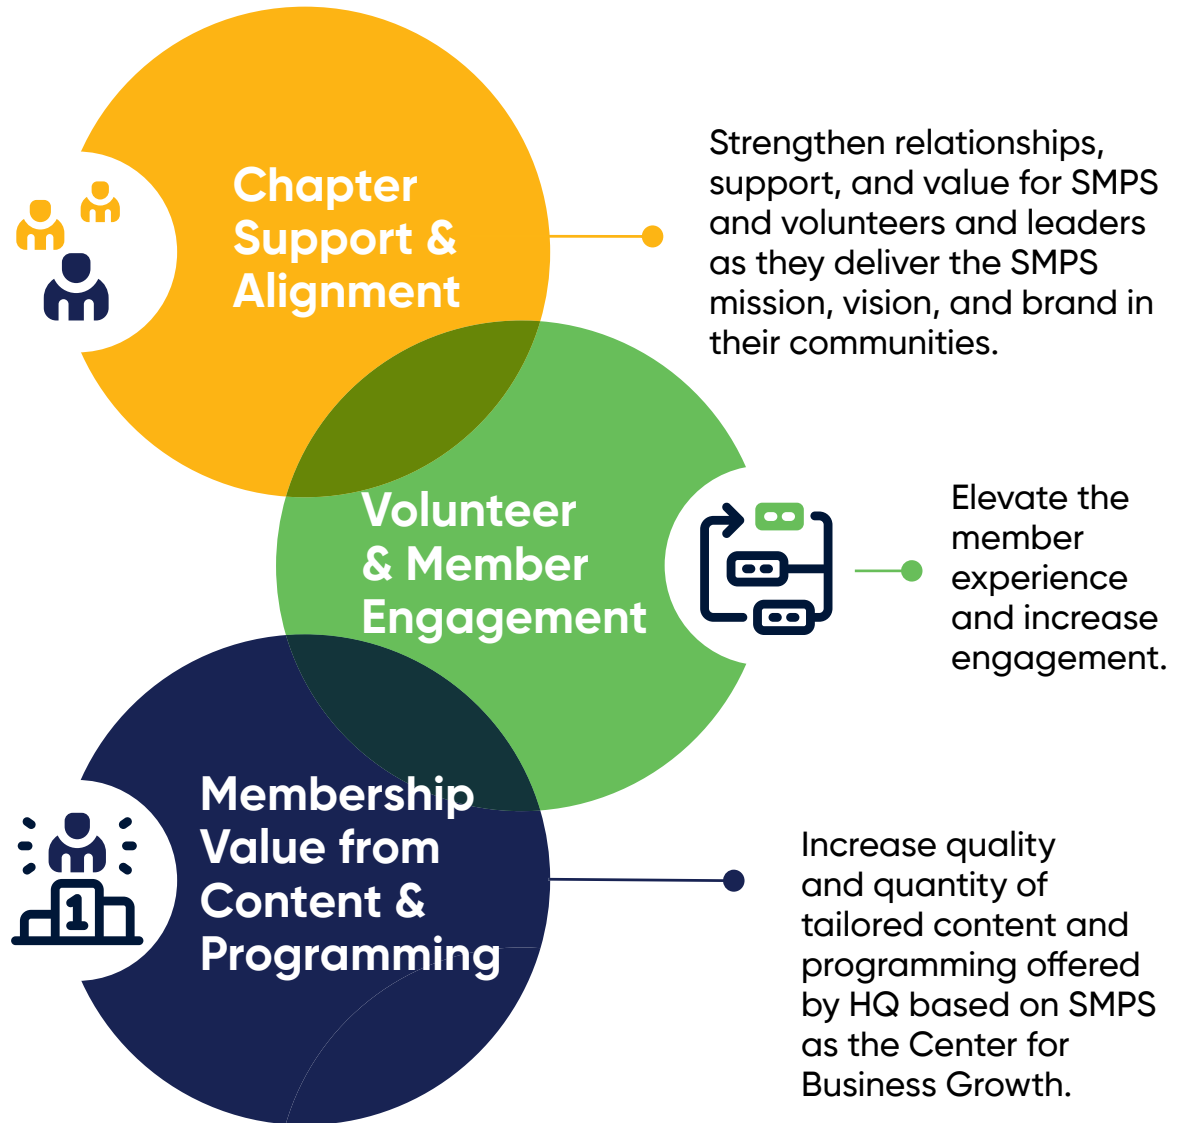 Chapter
Support &
Alignment
Strengthen relationships,
support, and value for SMPS
and volunteers and leaders
as they deliver the SMPS
mission, vision, and brand in
their communities.
Volunteer
& Member
Engagement
Elevate the
member
experience
and increase
engagement.
Membership
Value from
Content &
Programming
1
Increase quality
and quantity of
tailored content and
programming offered
by HQ based on SMPS
as the Center for
Business Growth.